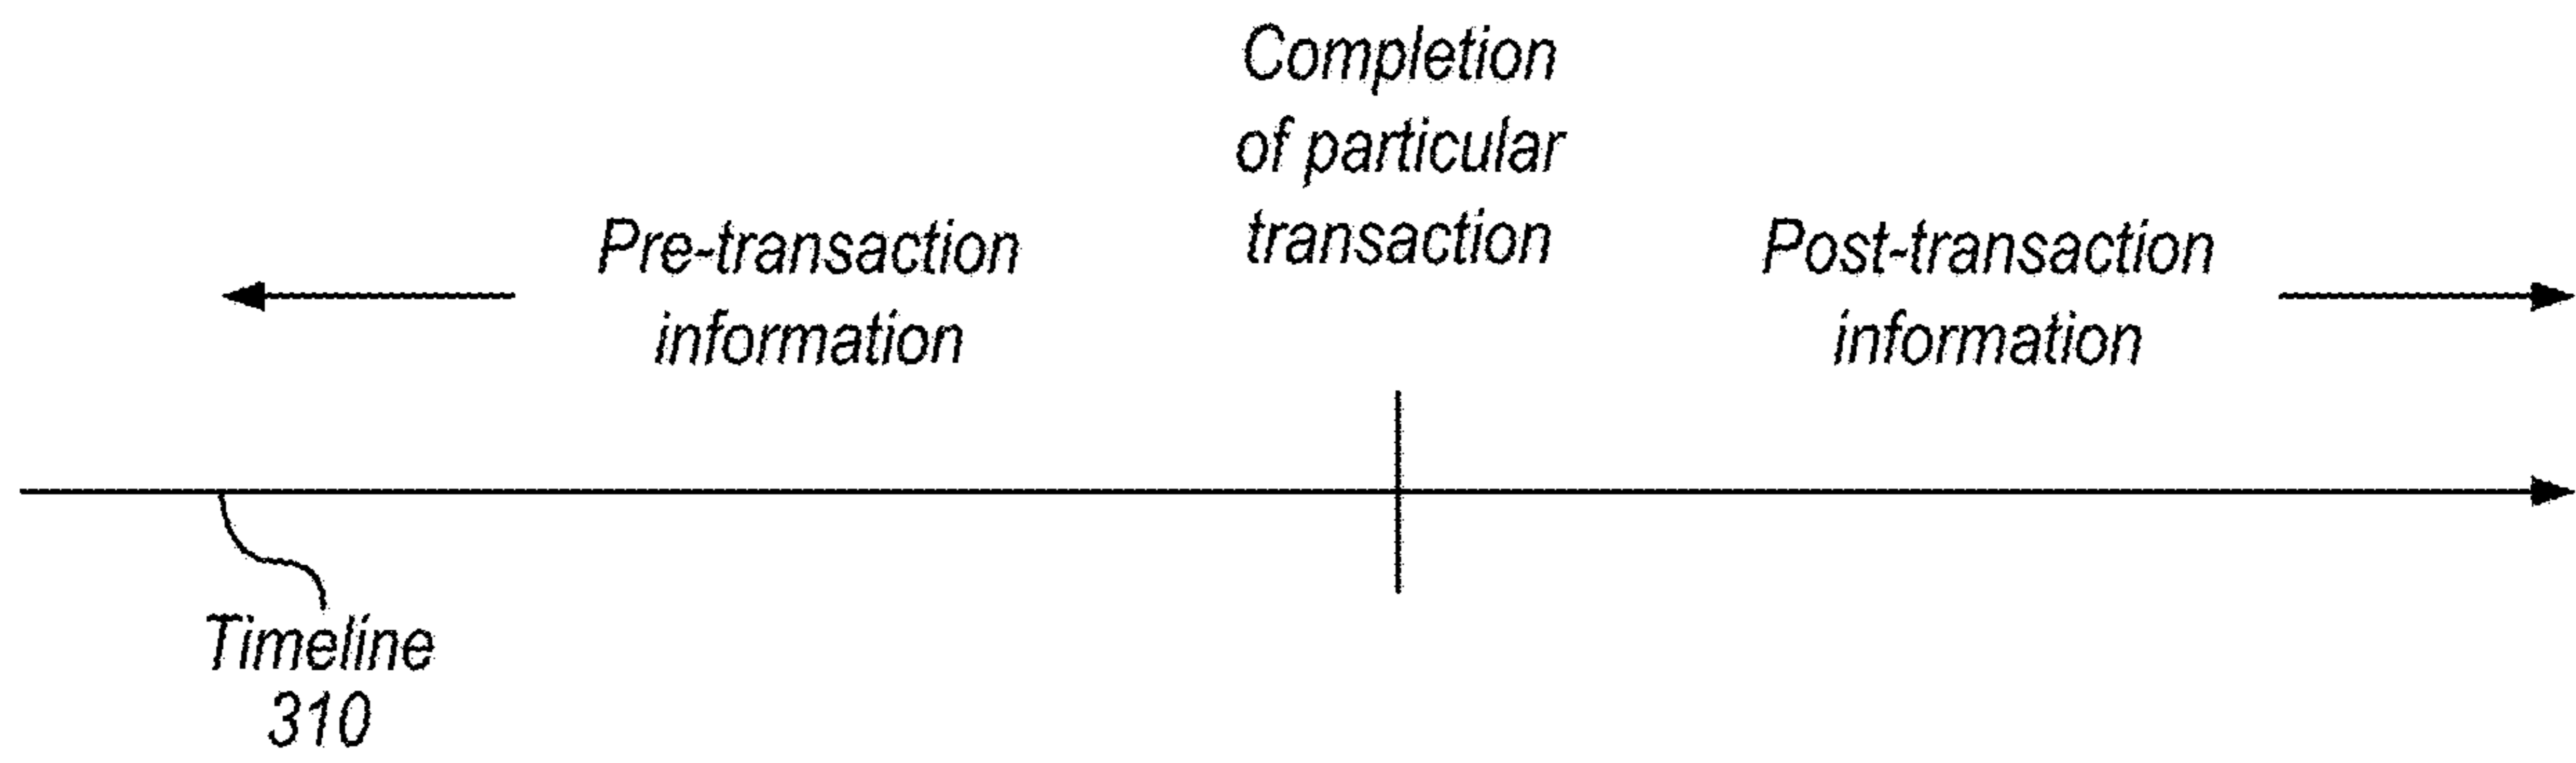 Completion
of particular
transaction
Pre-transaction
information
Post-transaction
information
Timeline
310